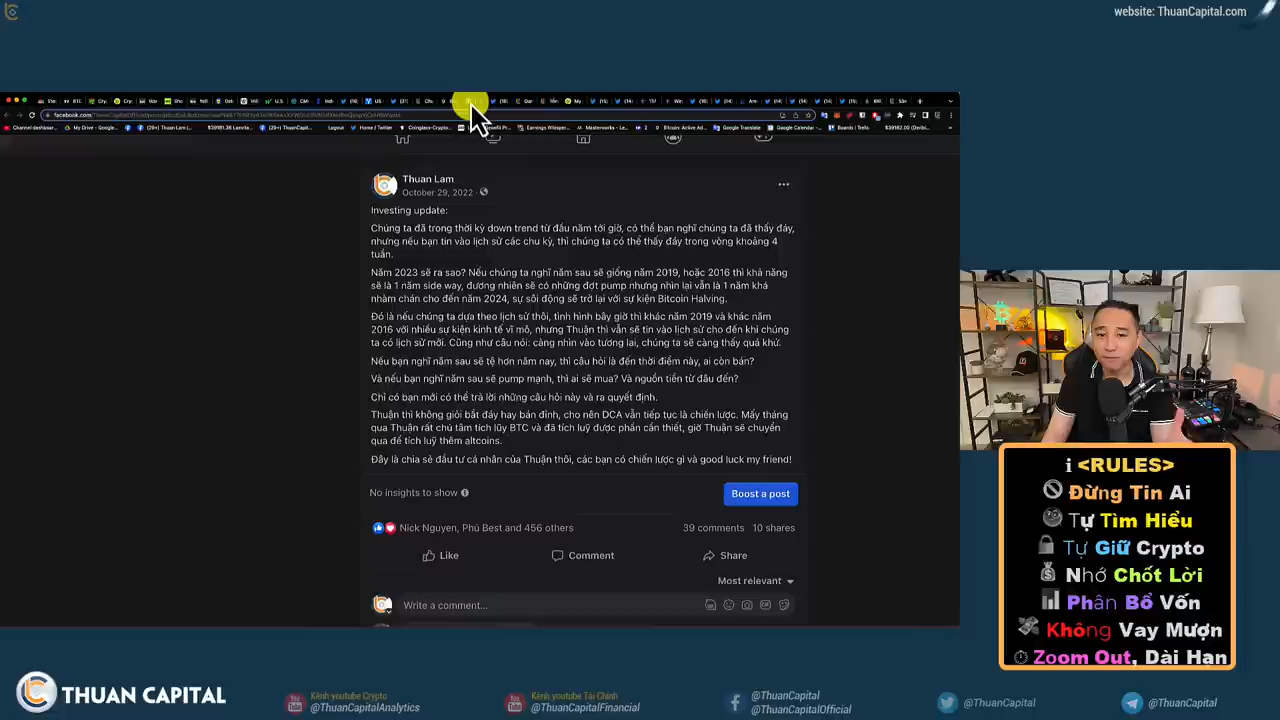 website: ThuanCapital.com
Thuan Lam
October 29, 2022
Investing update:
Chúng ta đã trong thời kỳ down trend từ đầu năm tới giờ, có thể bạn nghĩ chúng ta đã thấy đáy,
nhưng nếu bạn tin vào lịch sử các chu kỳ, thì chúng ta có thể thấy đáy trong vòng khoảng 4
tuần.
Năm 2023 sẽ ra sao? Nếu chúng ta nghĩ năm sau sẽ giống năm 2019, hoặc 2016 thì khả năng
sẽ là 1 năm side way, đương nhiên sẽ có những đợt pump nhưng nhìn lại vẫn là 1 năm khá
nhàm chán cho đến năm 2024, sự sôi động sẽ trở lại với sự kiện Bitcoin Halving.
Đó là nếu chúng ta dựa theo lịch sử thôi, tình hình bây giờ thì khác năm 2019 và khác năm
2016 với nhiều sự kiện kinh tế vĩ mô, nhưng Thuận thì vẫn sẽ tin vào lịch sử cho đến khi chúng
ta có lịch sử mới. Cũng như câu nói: càng nhìn vào tương lai, chúng ta sẽ càng thấy quá khứ.
Nếu bạn nghĩ năm sau sẽ tệ hơn năm nay, thì câu hỏi là đến thời điểm này, ai còn bán?
Và nếu bạn nghĩ năm sau sẽ pump mạnh, thì ai sẽ mua? Và nguồn tiền từ đâu đến?
Chỉ có bạn mới có thể trả lời những câu hỏi này và ra quyết định.
Thuận thì không giỏi bắt đáy hay bán đỉnh, cho nên DCA vẫn tiếp tục là chiến lược. Mấy tháng
qua Thuận rất chú tâm tích lũy BTC và đã tích luỹ được phần cần thiết, giờ Thuận sẽ chuyển
qua để tích luỹ thêm altcoins.
Đây là chia sẻ đầu tư cá nhân của Thuận thôi, các bạn có chiến lược gì và good luck my friend!
No insights to show
Boost a post
Nick Nguyen, Phú Best and 456 others
39 comments 10 shares
Like
Comment
Share
Most relevant
Write a comment...
<RULES>
Đừng Tin Ai
Tự Tìm Hiểu
Tự Giữ Crypto
Nhớ Chốt Lời
Phân Bổ Vốn
Không Vay Mượn
Zoom Out, Dài Hạn
THUAN CAPITAL
Kênh youtube Crypto
@ThuanCapitalAnalytics
Kênh youtube Tài Chính
@ThuanCapitalFinancial
@ThuanCapital
@ThuanCapitalOfficial
@ThuanCapital
@ThuanCapital